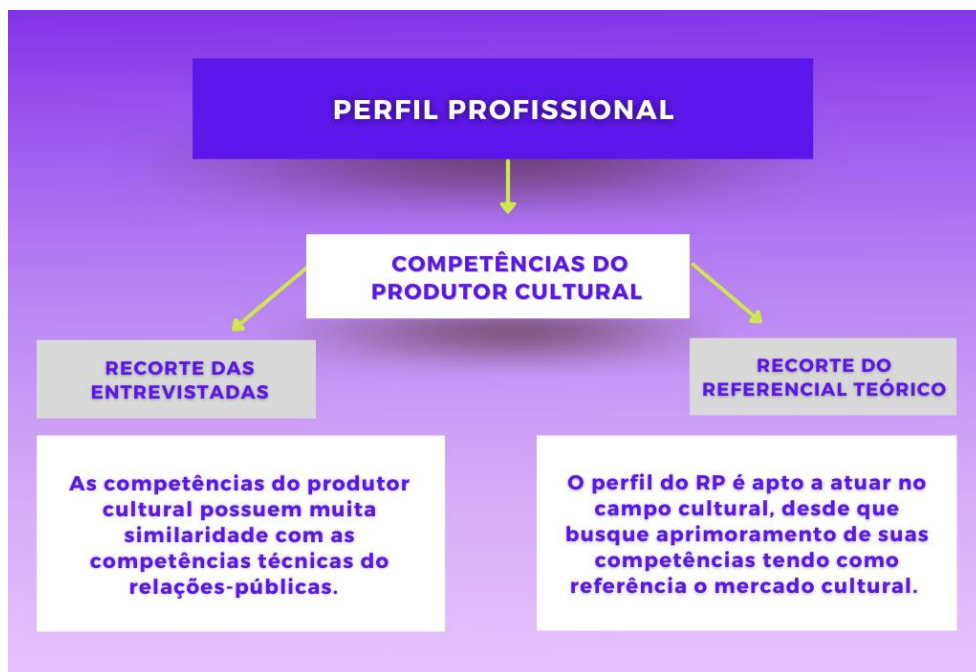 PERFIL PROFISSIONAL
COMPETÊNCIAS DO
PRODUTOR CULTURAL
RECORTE DAS
ENTREVISTADAS
As competências do produtor
cultural possuem muita
similaridade com as
competências técnicas do
relações-públicas.
RECORTE DO
REFERENCIAL TEÓRICO
O perfil do RP é apto a atuar no
campo cultural, desde que
busque aprimoramento de suas
competências tendo como
referência o mercado cultural.